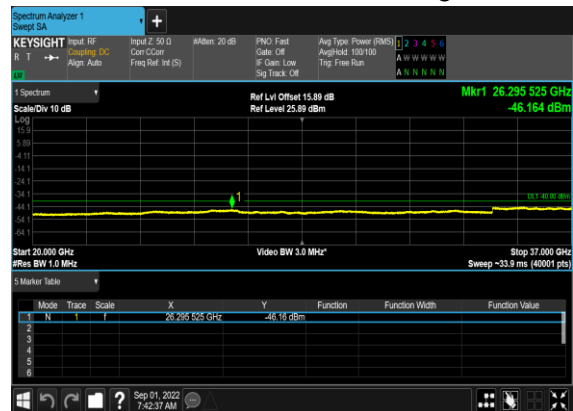 Spectrum Analyzer 1
Swept SA
+
KEYSIGHT Input: RF Input Z: 50 Ω #Atten: 20 dB PNO: Fast Avg Type: Power (RMS) 1 2 3 4 5 6
R T Coupling: DC Corr CCorr Gate: Off Avg|Hold: 100/100 A W W W W W
Align: Auto Freq Ref: Int (S) IF Gain: Low Trig: Free Run
LW Sig Track: Off A N N N N N
1 Spectrum Ref Lvl Offset 15.89 dB Mkr1 26.295 525 GHz
Scale/Div 10 dB Ref Level 25.89 dBm -46.164 dBm
Log
15.9
5.89
-4.11
-14.1
-24.1
-34.1 1 DL1 -40.00 dBm
-44.1
-54.1
-64.1
Start 20.000 GHz Video BW 3.0 MHz* Stop 37.000 GHz
#Res BW 1.0 MHz Sweep ~33.9 ms (40001 pts)
5 Marker Table
Mode Trace Scale X Y Function Function Width Function Value
1 N 1 f 26.295 525 GHz -46.16 dBm
2
3
4
5
6
? Sep 01, 2022
7:42:37 AM